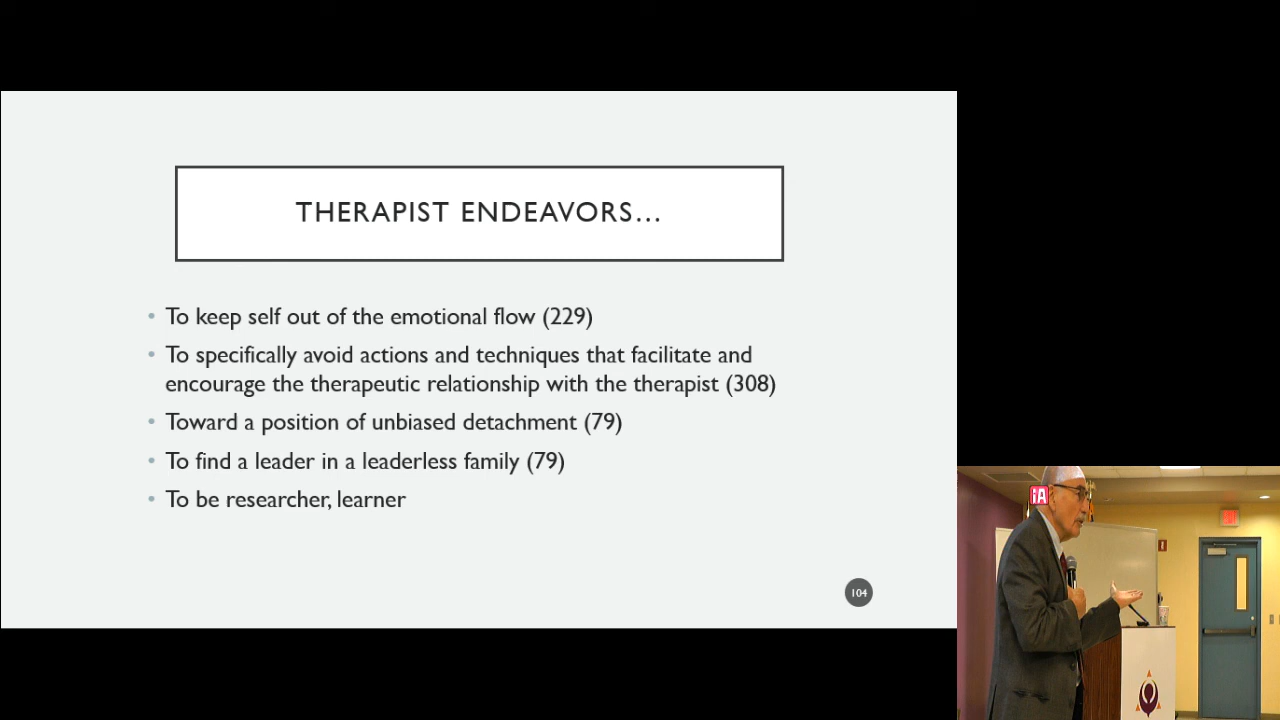 THERAPIST ENDEAVORS...
• To keep self out of the emotional flow (229)
• To specifically avoid actions and techniques that facilitate and
encourage the therapeutic relationship with the therapist (308)
• Toward a position of unbiased detachment (79)
• To find a leader in a leaderless family (79)
• To be researcher, learner
104
iA